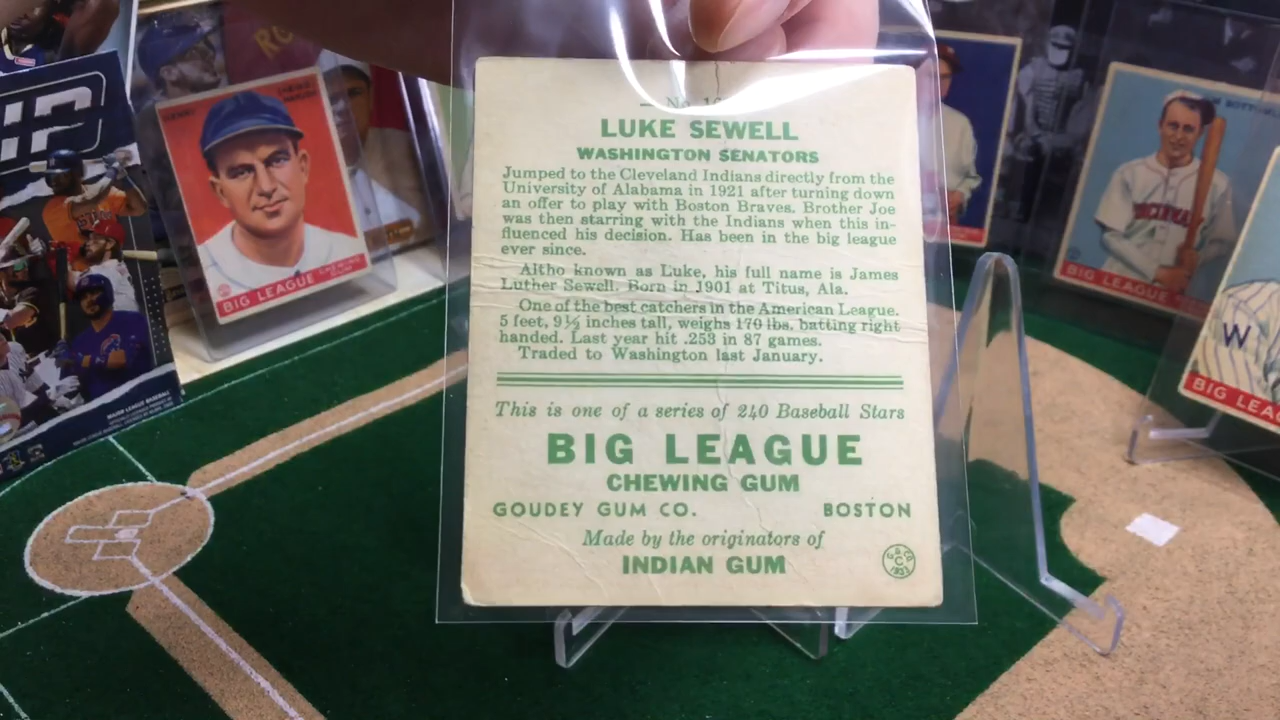 LUKE SEWELL
WASHINGTON SENATORS
Jumped to the Cleveland Indians directly from the
University of Alabama in 1921 after turning down
an offer to play with Boston Braves. Brother Joe
was then starring with the Indians when this in-
fluenced his decision. Has been in the big league
ever since.
Altho known as Luke, his full name is James
Luther Sewell. Born in 1901 at Titus, Ala.
One of the best catchers in the American League.
5 feet, 9½ inches tall, weighs 170 lbs. batting right
handed. Last year hit .253 in 87 games.
Traded to Washington last January.
This is one of a series of 240 Baseball Stars
BIG LEAGUE
CHEWING GUM
GOUDEY GUM CO. BOSTON
Made by the originators of
INDIAN GUM
BIG LEAGUE CHEWING GUM
BIG LEAGUE
W
BIG LEAG
MAJOR LEAGUE BASEBALL